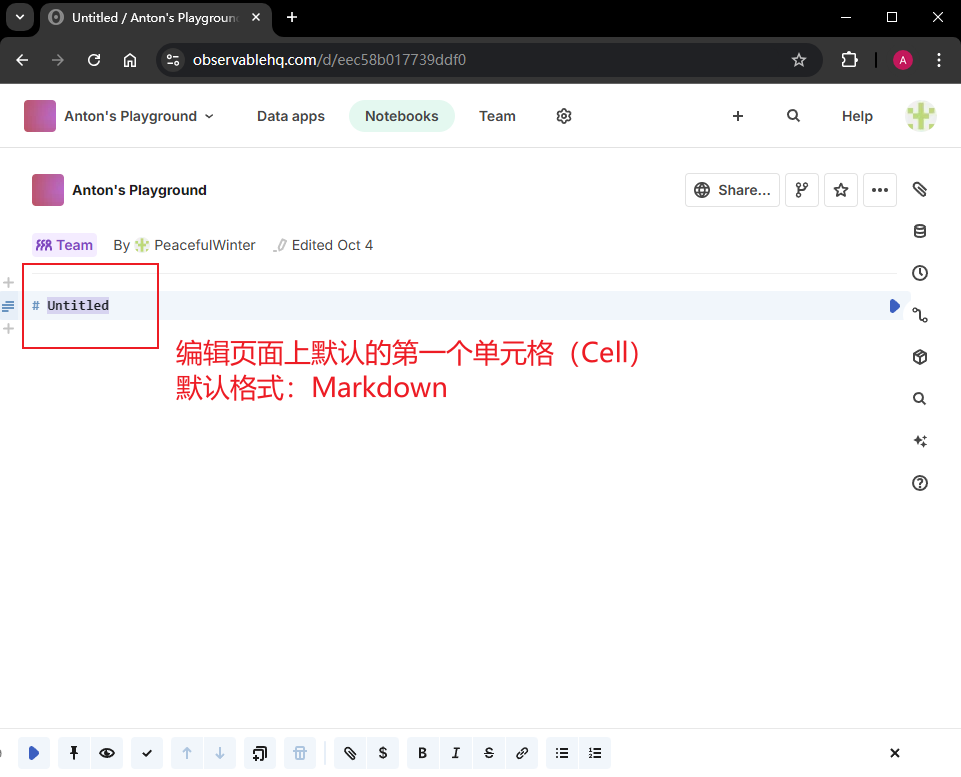 Untitled / Anton's Playground
observablehq.com/d/eec58b017739ddf0
A
Anton's Playground
Data apps
Notebooks
Team
Help
Anton's Playground
Share...
Team
By PeacefulWinter
Edited Oct 4
# Untitled
编辑页面上默认的第一个单元格（Cell）
默认格式：Markdown
$ B I S